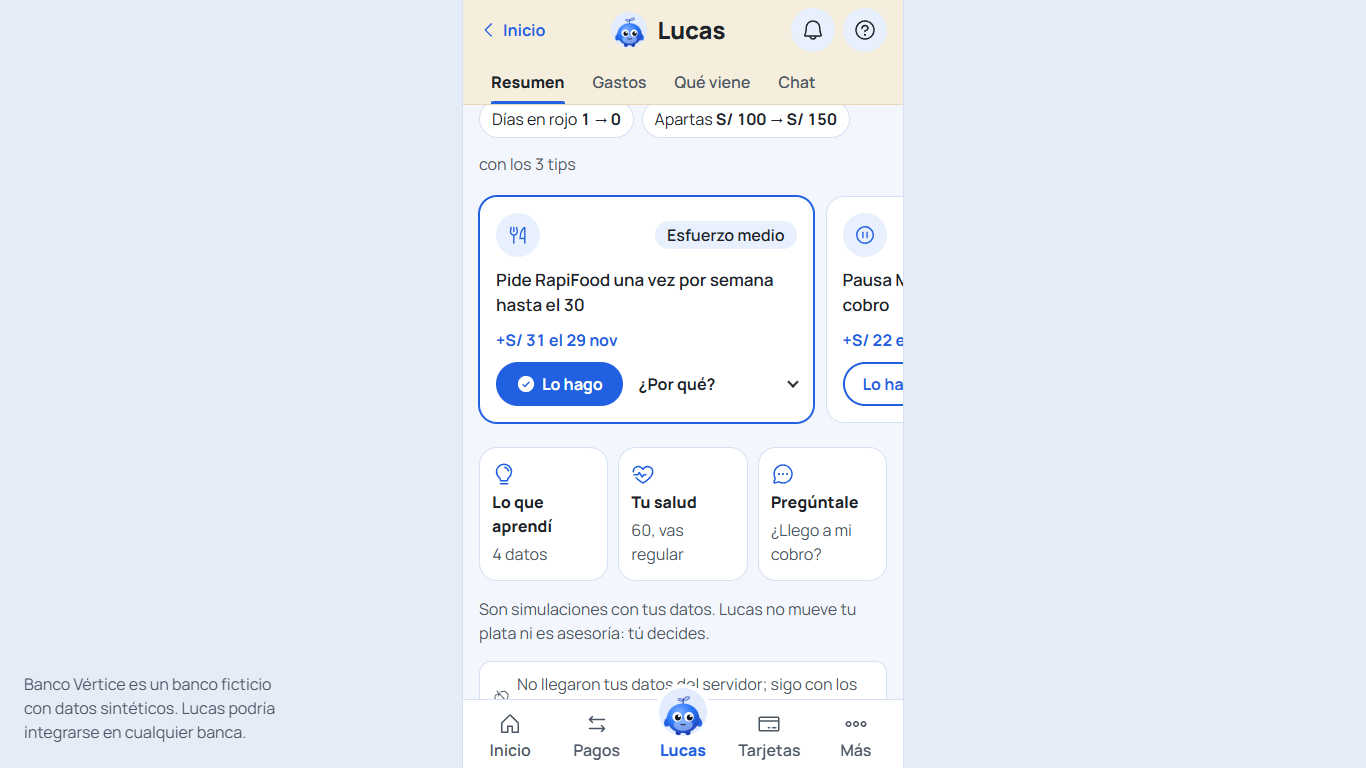 Inicio
Lucas
Resumen
Gastos
Qué viene
Chat
Días en rojo 1 → 0
Apartas S/ 100 → S/ 150
con los 3 tips
Esfuerzo medio
Pide RapiFood una vez por semana
hasta el 30
+S/ 31 el 29 nov
Lo hago
¿Por qué?
Pausa
cobro
+S/ 22
Lo
Lo que
aprendí
4 datos
Tu salud
60, vas
regular
Pregúntale
¿Llego a mi
cobro?
Son simulaciones con tus datos. Lucas no mueve tu
plata ni es asesoría: tú decides.
No llegaron tus datos del servidor; sigo con los
Inicio
Pagos
Lucas
Tarjetas
Más
Banco Vértice es un banco ficticio
con datos sintéticos. Lucas podría
integrarse en cualquier banca.